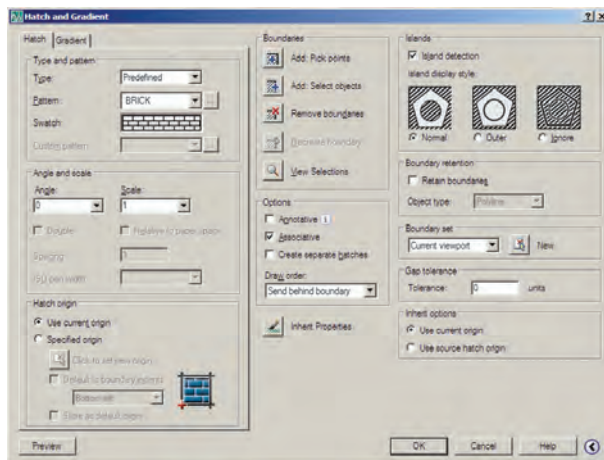 Hatch and Gradient
Hatch Gradient
Type and pattern
Type: Predefined
Pattern: BRICK
Swatch:
Custom pattern:
Angle and scale
Angle: Scale:
0 1
Double Relative to paper space
Spacing: 1
ISO pen width:
Hatch origin
Use current origin
Specified origin
Click to set new origin
Default to boundary extents
Bottom left
Store as default origin
Preview
Boundaries
Add: Pick points
Add: Select objects
Remove boundaries
Recreate boundary
View Selections
Options
Annotative
Associative
Create separate hatches
Draw order:
Send behind boundary
Inherit Properties
Islands
Island detection
Island display style:
Normal Outer Ignore
Boundary retention
Retain boundaries
Object type: Polyline
Boundary set
Current viewport New
Gap tolerance
Tolerance: 0 units
Inherit options
Use current origin
Use source hatch origin
OK Cancel Help